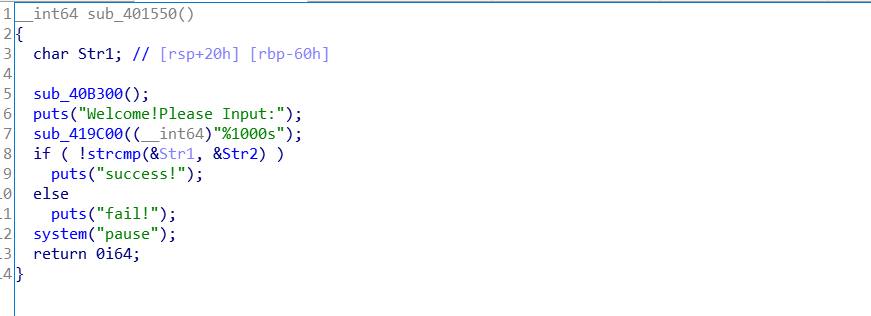 1 __int64 sub_401550()
2 {
3   char Str1; // [rsp+20h] [rbp-60h]
4
5   sub_40B300();
6   puts("Welcome!Please Input:");
7   sub_419C00((__int64)"%1000s");
8   if ( !strcmp(&Str1, &Str2) )
9     puts("success!");
10   else
11     puts("fail!");
12   system("pause");
13   return 0i64;
14 }